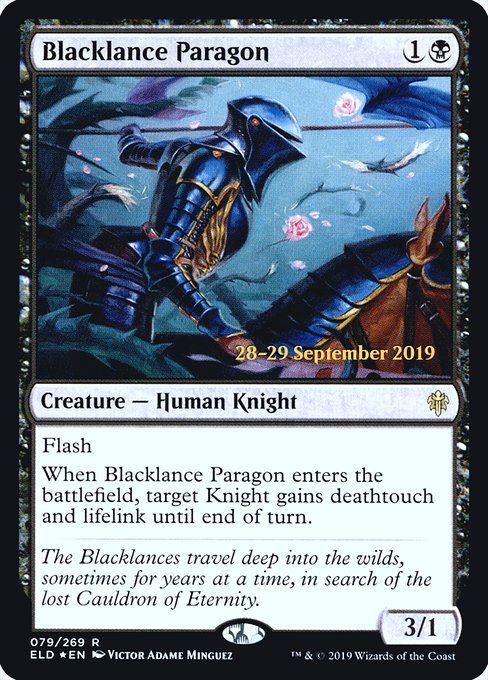 Blacklance Paragon 1
28–29 September 2019
Creature — Human Knight
Flash
When Blacklance Paragon enters the
battlefield, target Knight gains deathtouch
and lifelink until end of turn.
The Blacklances travel deep into the wilds,
sometimes for years at a time, in search of the
lost Cauldron of Eternity.
3/1
079/269 R
ELD ★ EN Victor Adame Minguez ™ & © 2019 Wizards of the Coast